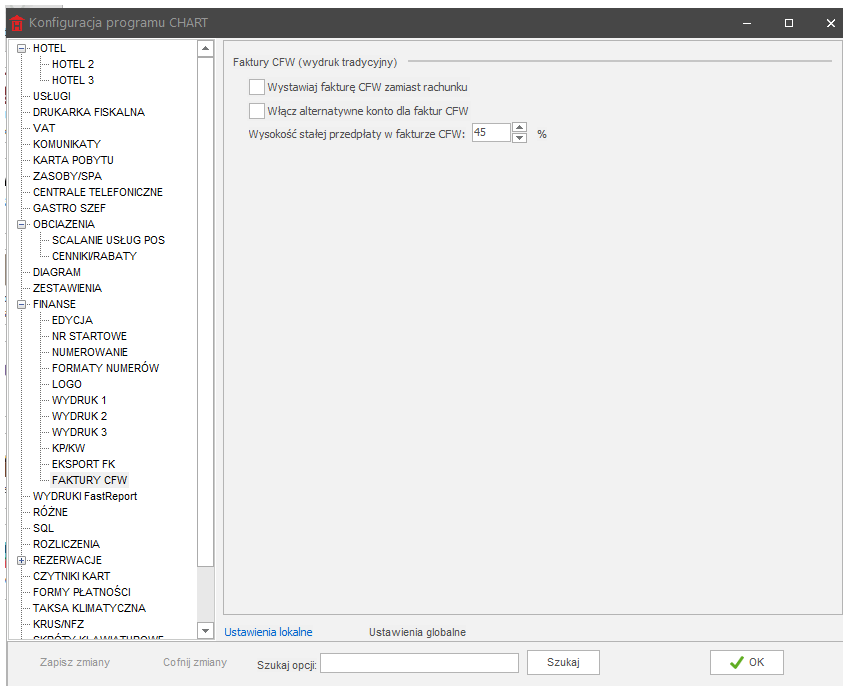 Konfiguracja programu CHART
HOTEL
HOTEL 2
HOTEL 3
USŁUGI
DRUKARKA FISKALNA
VAT
KOMUNIKATY
KARTA POBYTU
ZASOBY/SPA
CENTRALE TELEFONICZNE
GASTRO SZEF
OBCIAZENIA
SCALANIE USŁUG POS
CENNIKI/RABATY
DIAGRAM
ZESTAWIENIA
FINANSE
EDYCJA
NR STARTOWE
NUMEROWANIE
FORMATY NUMERÓW
LOGO
WYDRUK 1
WYDRUK 2
WYDRUK 3
KP/KW
EKSPORT FK
FAKTURY CFW
WYDRUKI FastReport
RÓŻNE
SQL
ROZLICZENIA
REZERWACJE
CZYTNIKI KART
FORMY PŁATNOŚCI
TAKSA KLIMATYCZNA
KRUS/NFZ
SKRÓTY KLAWIATUROWE
Faktury CFW (wydruk tradycyjny)
Wystawiaj fakturę CFW zamiast rachunku
Włącz alternatywne konto dla faktur CFW
Wysokość stałej przedpłaty w fakturze CFW: 45 %
Ustawienia lokalne Ustawienia globalne
Zapisz zmiany Cofnij zmiany Szukaj opcji: Szukaj OK